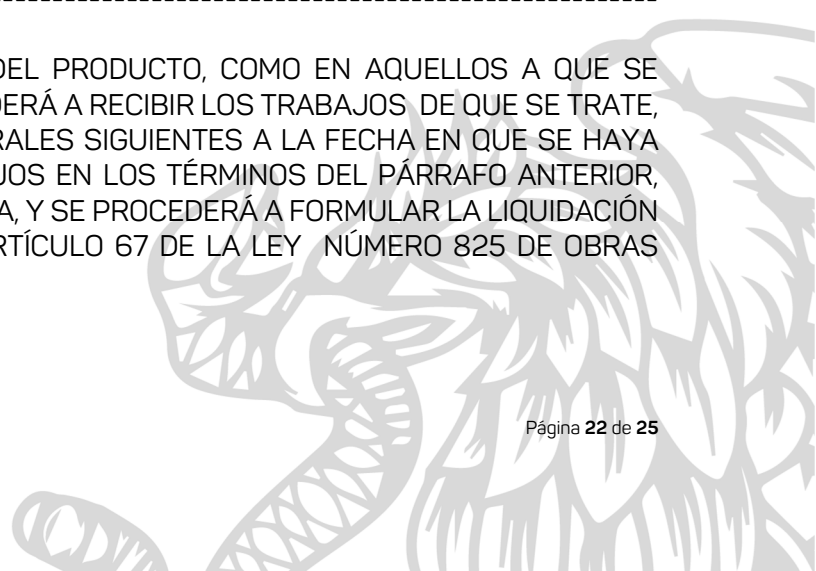 DEL PRODUCTO, COMO EN AQUELLOS A QUE SE
DERÁ A RECIBIR LOS TRABAJOS DE QUE SE TRATE,
RALES SIGUIENTES A LA FECHA EN QUE SE HAYA
JOS EN LOS TÉRMINOS DEL PÁRRAFO ANTERIOR,
A, Y SE PROCEDERÁ A FORMULAR LA LIQUIDACIÓN
RTÍCULO 67 DE LA LEY NÚMERO 825 DE OBRAS
Página 22 de 25